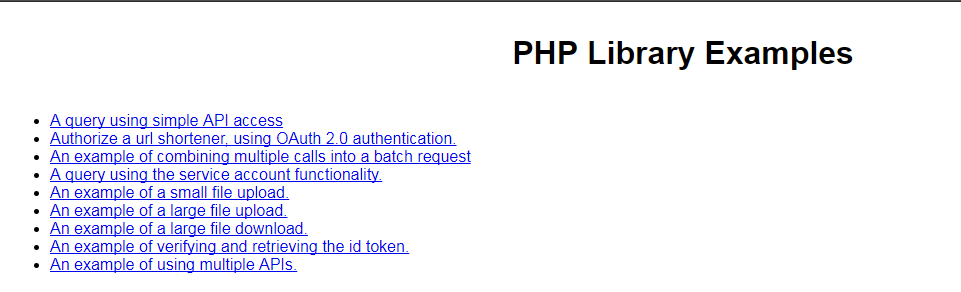 PHP Library Examples
A query using simple API access
Authorize a url shortener, using OAuth 2.0 authentication.
An example of combining multiple calls into a batch request
A query using the service account functionality.
An example of a small file upload.
An example of a large file upload.
An example of a large file download.
An example of verifying and retrieving the id token.
An example of using multiple APIs.